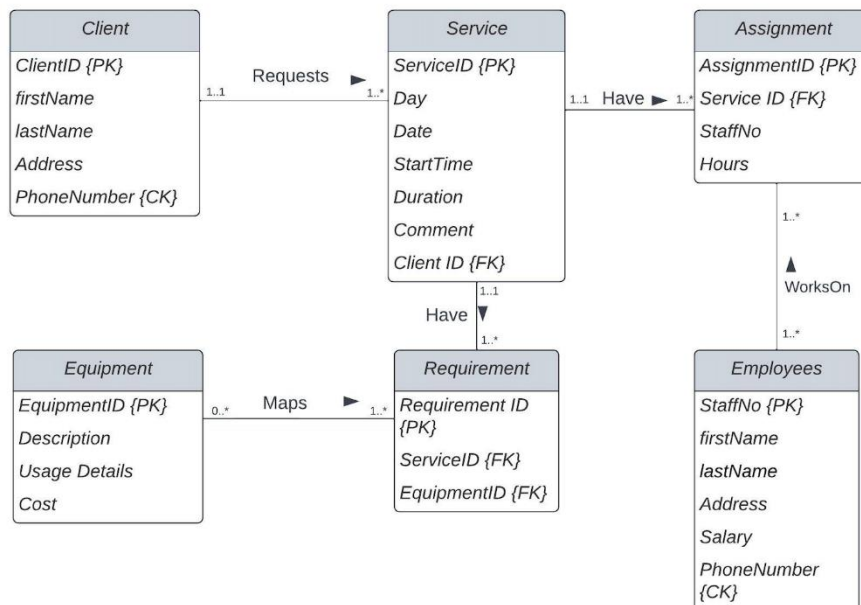 Client
ClientID {PK}
firstName
lastName
Address
PhoneNumber {CK}
Requests
1..1
1..*
Service
ServiceID {PK}
Day
Date
StartTime
Duration
Comment
Client ID {FK}
1..1
Have
1..*
Assignment
AssignmentID {PK}
Service ID {FK}
StaffNo
Hours
1..*
WorksOn
1..*
1..1
Have
1..*
Equipment
EquipmentID {PK}
Description
Usage Details
Cost
0..*
Maps
1..*
Requirement
Requirement ID
{PK}
ServiceID {FK}
EquipmentID {FK}
Employees
StaffNo {PK}
firstName
lastName
Address
Salary
PhoneNumber
{CK}